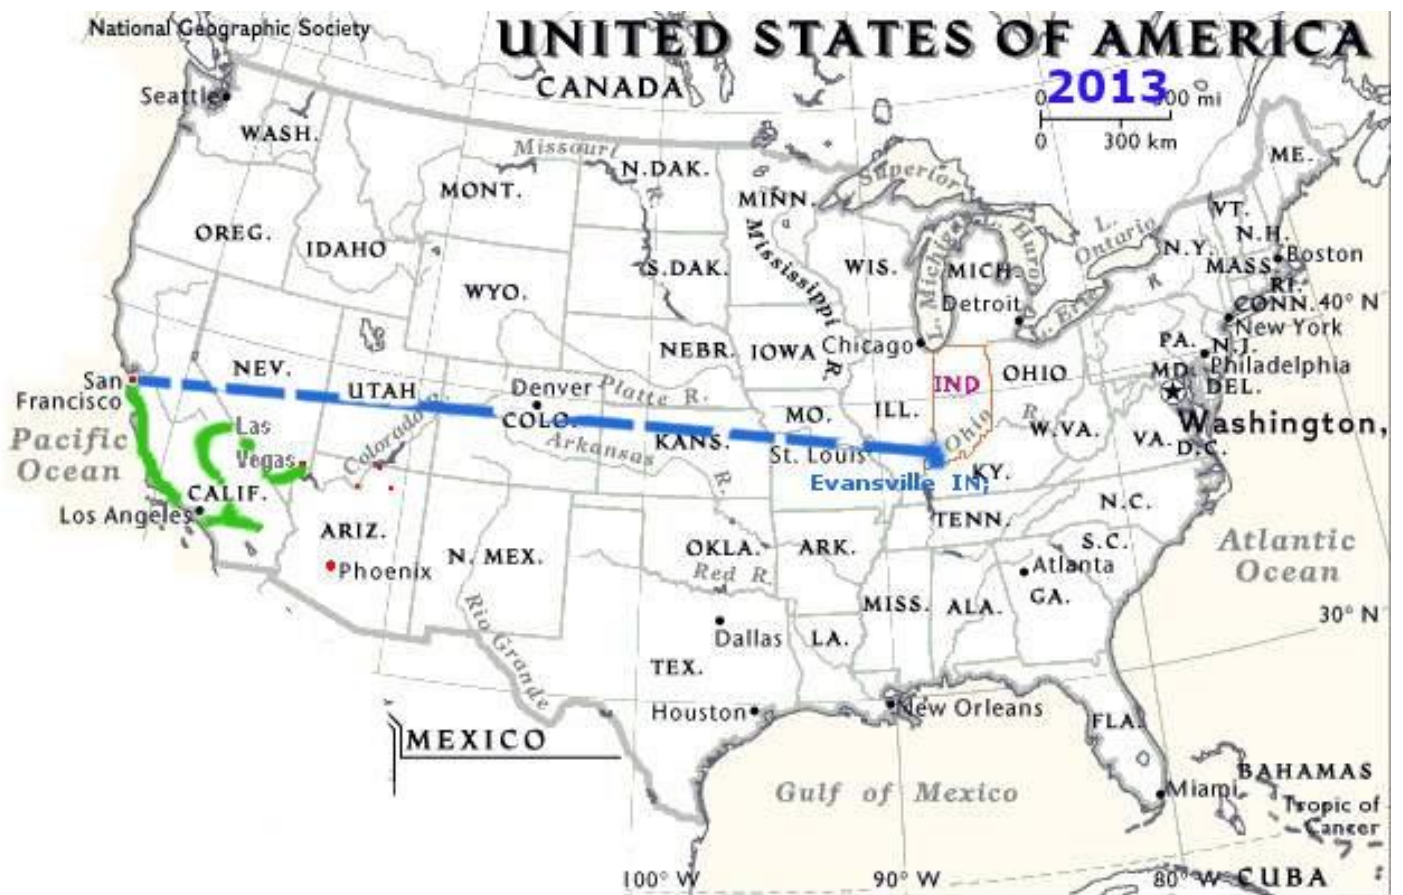 National Geographic Society
UNITED STATES OF AMERICA
2013
CANADA
0
00 mi
0
300 km
Seattle
WASH.
Missouri
R.
N.DAK.
MONT.
MINN.
Superior
ME.
OREG.
IDAHO
S.DAK.
Mississippi R.
WIS.
L. Michigan
MICH.
L. Huron
L. Ontario
VT.
N.H.
N.Y.
MASS.
Boston
R.I.
CONN.
40° N
WYO.
Detroit
L. Erie
New York
NEBR.
IOWA
Chicago
PA.
N.J.
Philadelphia
NEV.
UTAH
Denver
Platte R.
IND
OHIO
MD.
DEL.
San
Francisco
COLO.
MO.
ILL.
Ohio
R.
W.VA.
VA.
Washington,
D.C.
Pacific
Ocean
Las
Vegas
Colorado R.
Arkansas
R.
KANS.
St. Louis
KY.
Evansville IN;
CALIF.
Los Angeles
ARIZ.
N. MEX.
OKLA.
ARK.
TENN.
N.C.
S.C.
Atlantic
Ocean
Phoenix
Red R.
Atlanta
GA.
MISS.
ALA.
30° N
Rio Grande
Dallas
LA.
TEX.
Houston
New Orleans
FLA.
MEXICO
Gulf of Mexico
Miami
BAHAMAS
Tropic of
Cancer
100° W
90° W
80° W
CUBA